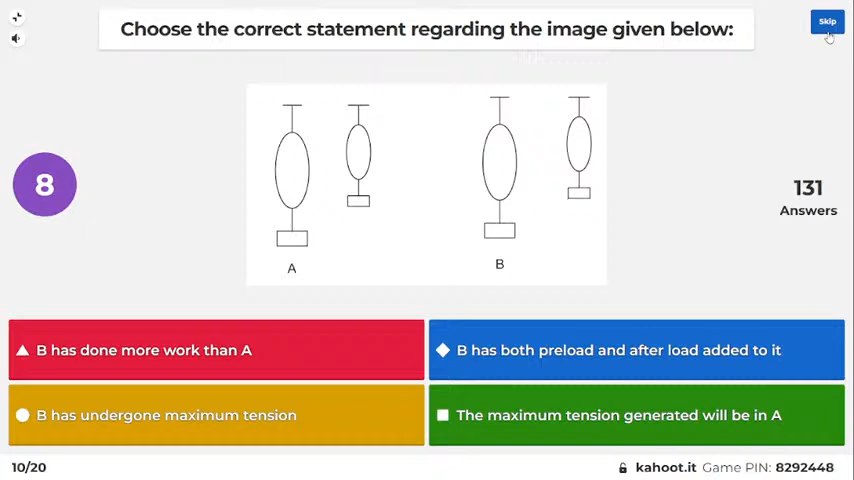 Choose the correct statement regarding the image given below:
Skip
8
131
Answers
A
B
B has done more work than A
B has both preload and after load added to it
B has undergone maximum tension
The maximum tension generated will be in A
10/20
kahoot.it Game PIN: 8292448